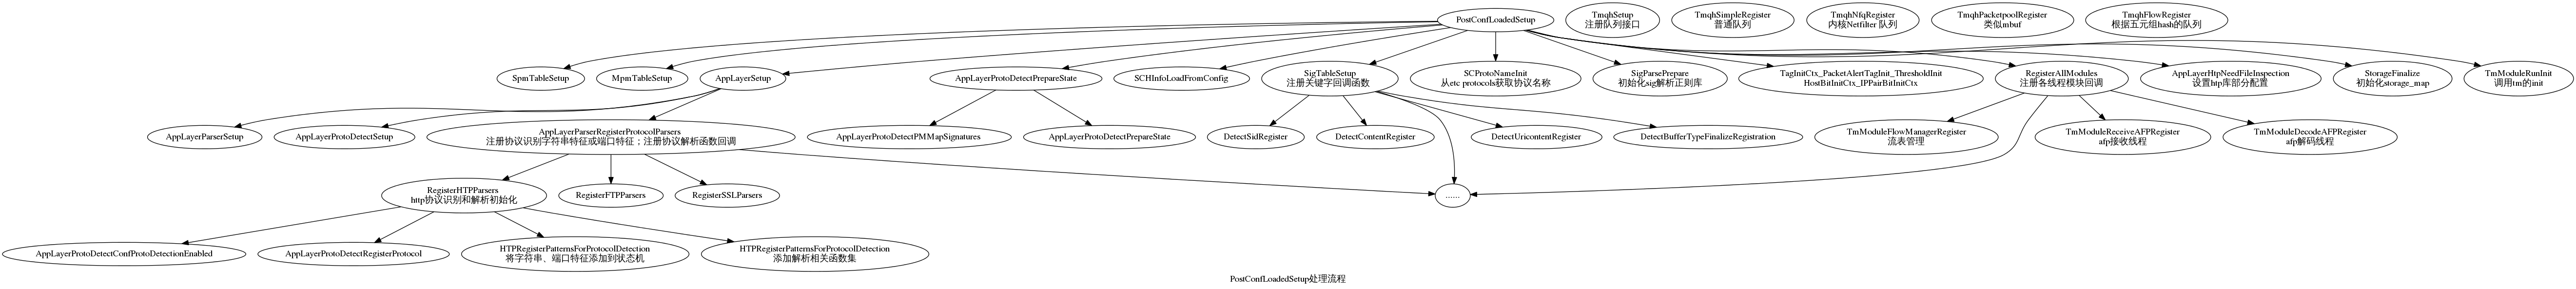 PostConfLoadedSetup
TmqhSetup
注册队列接口
TmqhSimpleRegister
普通队列
TmqhNfqRegister
内核Netfilter 队列
TmqhPacketpoolRegister
类似mbuf
TmqhFlowRegister
根据五元组hash的队列
SpmTableSetup
MpmTableSetup
AppLayerSetup
AppLayerProtoDetectPrepareState
SCHInfoLoadFromConfig
SigTableSetup
注册关键字回调函数
SCProtoNameInit
从etc protocols获取协议名称
SigParsePrepare
初始化sig解析正则库
TagInitCtx_PacketAlertTagInit_ThresholdInit
HostBitInitCtx_IPPairBitInitCtx
RegisterAllModules
注册各线程模块回调
AppLayerHtpNeedFileInspection
设置htp库部分配置
StorageFinalize
初始化storage_map
TmModuleRunInit
调用tm的init
AppLayerParserSetup
AppLayerProtoDetectSetup
AppLayerParserRegisterProtocolParsers
注册协议识别字符串特征或端口特征；注册协议解析函数回调
AppLayerProtoDetectPMMapSignatures
AppLayerProtoDetectPrepareState
DetectSidRegister
DetectContentRegister
DetectUricontentRegister
DetectBufferTypeFinalizeRegistration
TmModuleFlowManagerRegister
流表管理
TmModuleReceiveAFPRegister
afp接收线程
TmModuleDecodeAFPRegister
afp解码线程
RegisterHTPParsers
http协议识别和解析初始化
RegisterFTPParsers
RegisterSSLParsers
......
AppLayerProtoDetectConfProtoDetectionEnabled
AppLayerProtoDetectRegisterProtocol
HTPRegisterPatternsForProtocolDetection
将字符串、端口特征添加到状态机
HTPRegisterPatternsForProtocolDetection
添加解析相关函数集
PostConfLoadedSetup处理流程